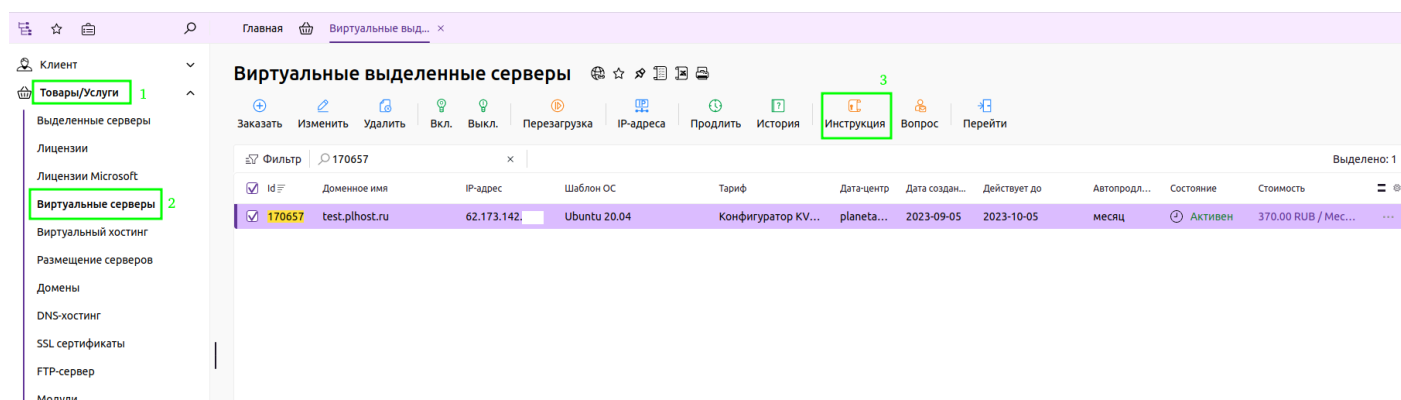 Главная Виртуальные выд... ×
Клиент
Товары/Услуги 1
Выделенные серверы
Лицензии
Лицензии Microsoft
Виртуальные серверы 2
Виртуальный хостинг
Размещение серверов
Домены
DNS-хостинг
SSL сертификаты
FTP-сервер
Модули
Виртуальные выделенные серверы
3
Заказать Изменить Удалить Вкл. Выкл. Перезагрузка IP-адреса Продлить История Инструкция Вопрос Перейти
Фильтр 170657 × Выделено: 1
Id Доменное имя IP-адрес Шаблон ОС Тариф Дата-центр Дата создан... Действует до Автопродл... Состояние Стоимость
170657 test.plhost.ru 62.173.142. Ubuntu 20.04 Конфигуратор KV... planeta... 2023-09-05 2023-10-05 месяц Активен 370.00 RUB / Мес... ...